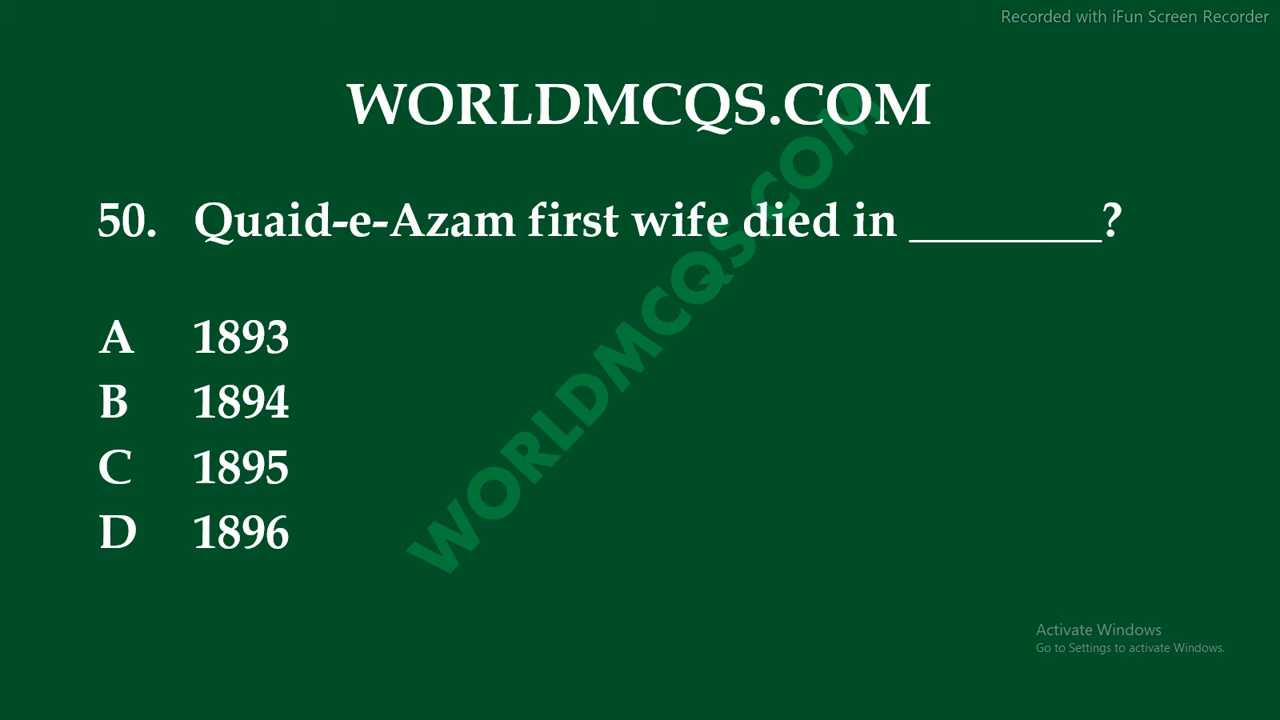 Recorded with iFun Screen Recorder
WORLDMCQS.COM
50. Quaid-e-Azam first wife died in _________?
A 1893
B 1894
C 1895
D 1896
WORLDMCQS.COM
Activate Windows
Go to Settings to activate Windows.